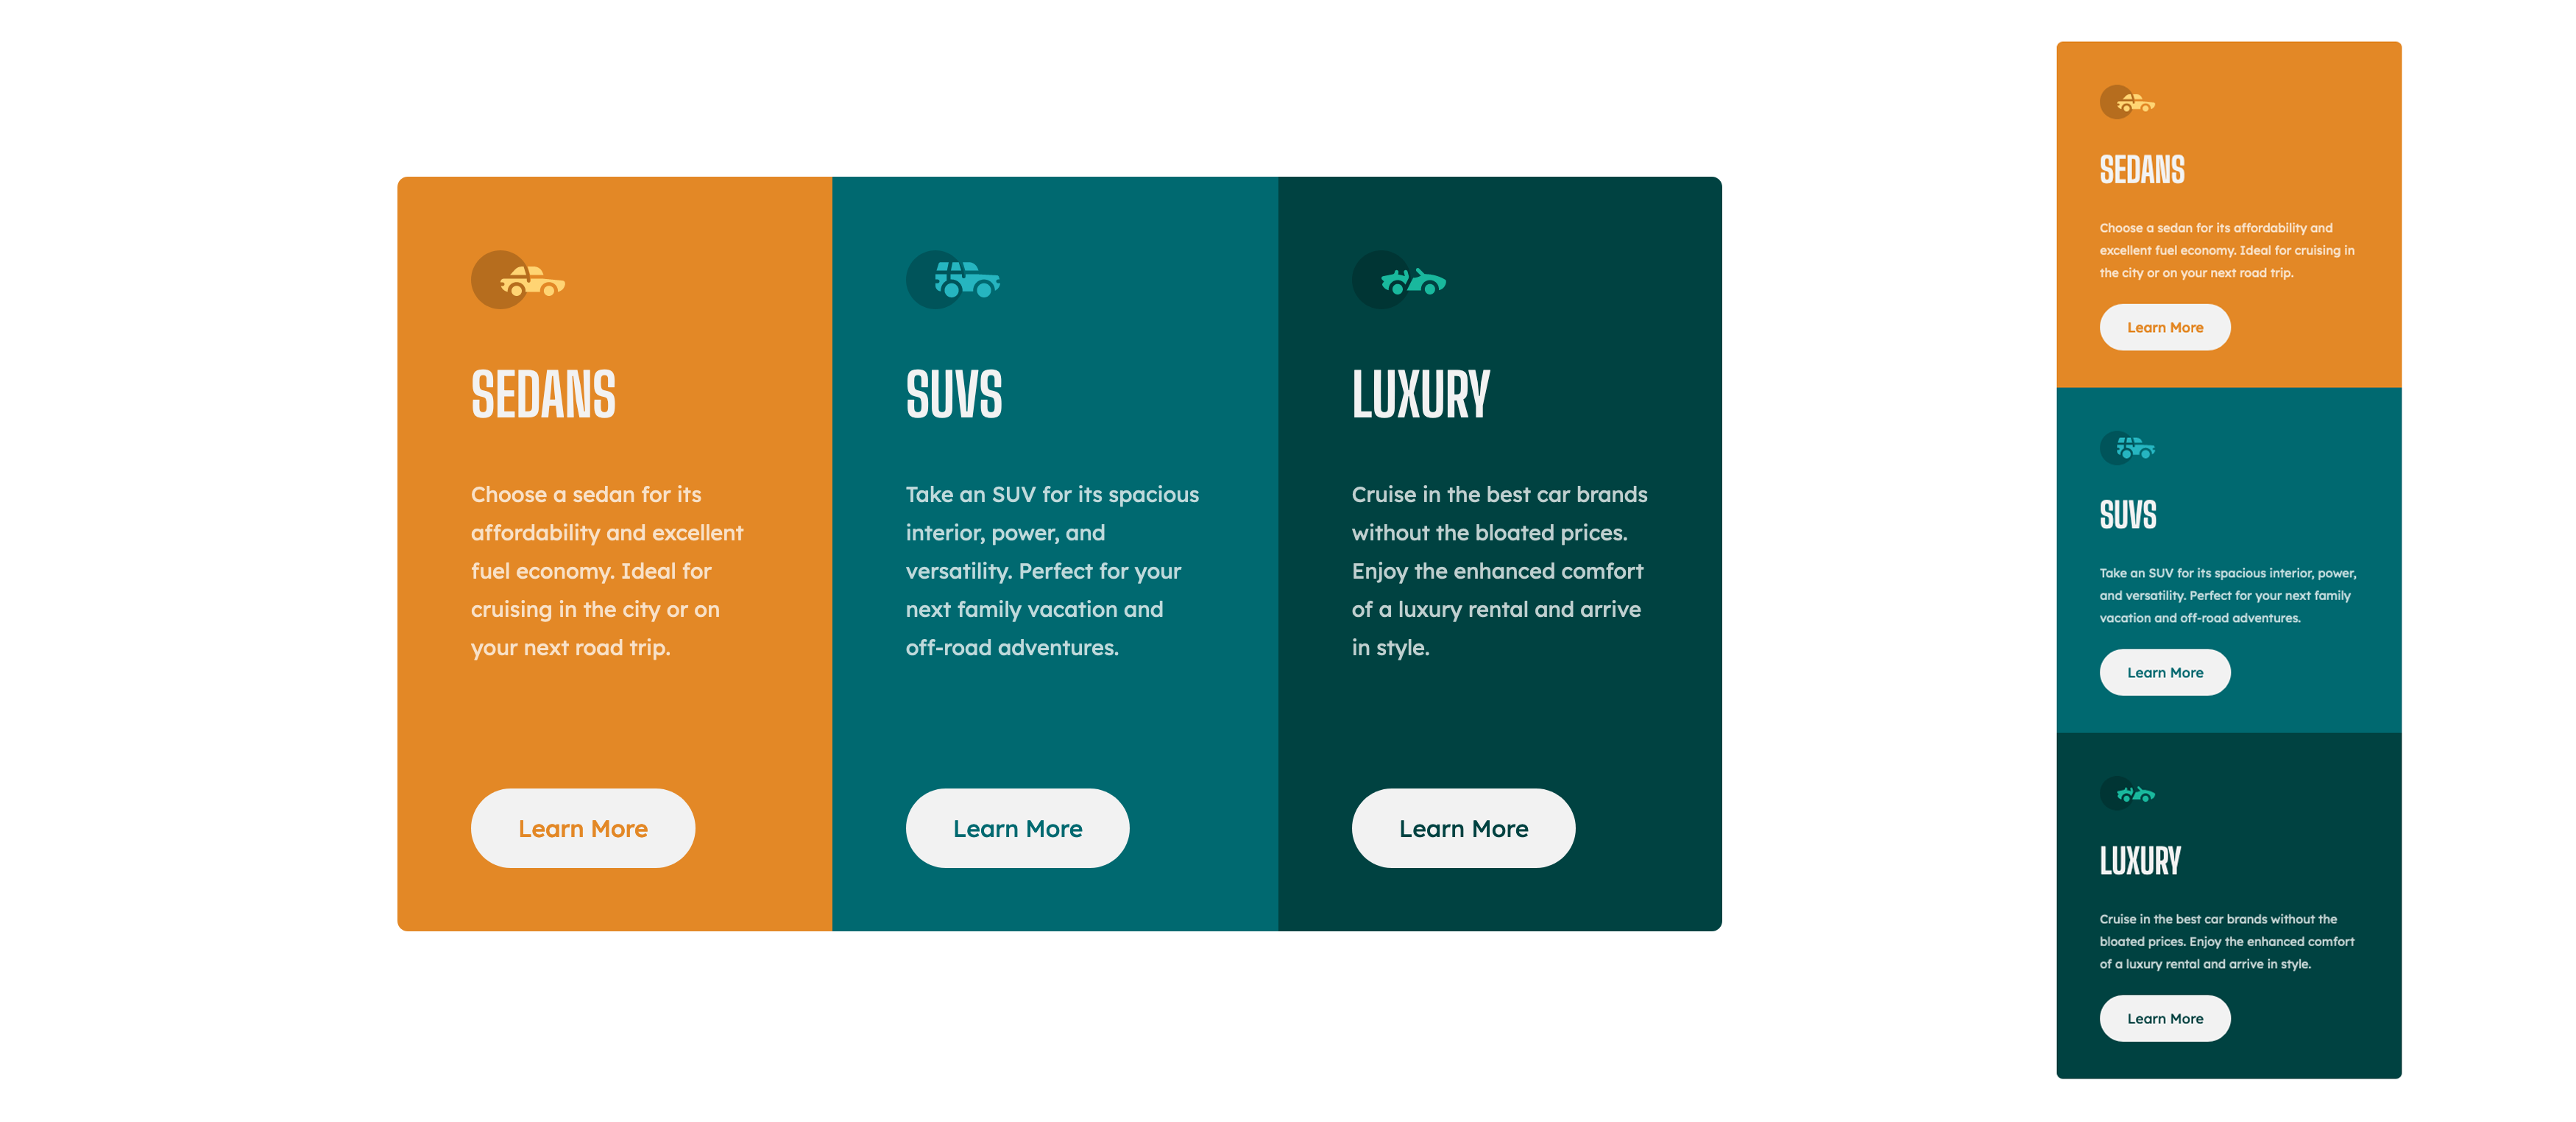 SEDANS
Choose a sedan for its
affordability and excellent
fuel economy. Ideal for
cruising in the city or on
your next road trip.
Learn More
SUVS
Take an SUV for its spacious
interior, power, and
versatility. Perfect for your
next family vacation and
off-road adventures.
Learn More
LUXURY
Cruise in the best car brands
without the bloated prices.
Enjoy the enhanced comfort
of a luxury rental and arrive
in style.
Learn More
SEDANS
Choose a sedan for its affordability and
excellent fuel economy. Ideal for cruising in
the city or on your next road trip.
Learn More
SUVS
Take an SUV for its spacious interior, power,
and versatility. Perfect for your next family
vacation and off-road adventures.
Learn More
LUXURY
Cruise in the best car brands without the
bloated prices. Enjoy the enhanced comfort
of a luxury rental and arrive in style.
Learn More